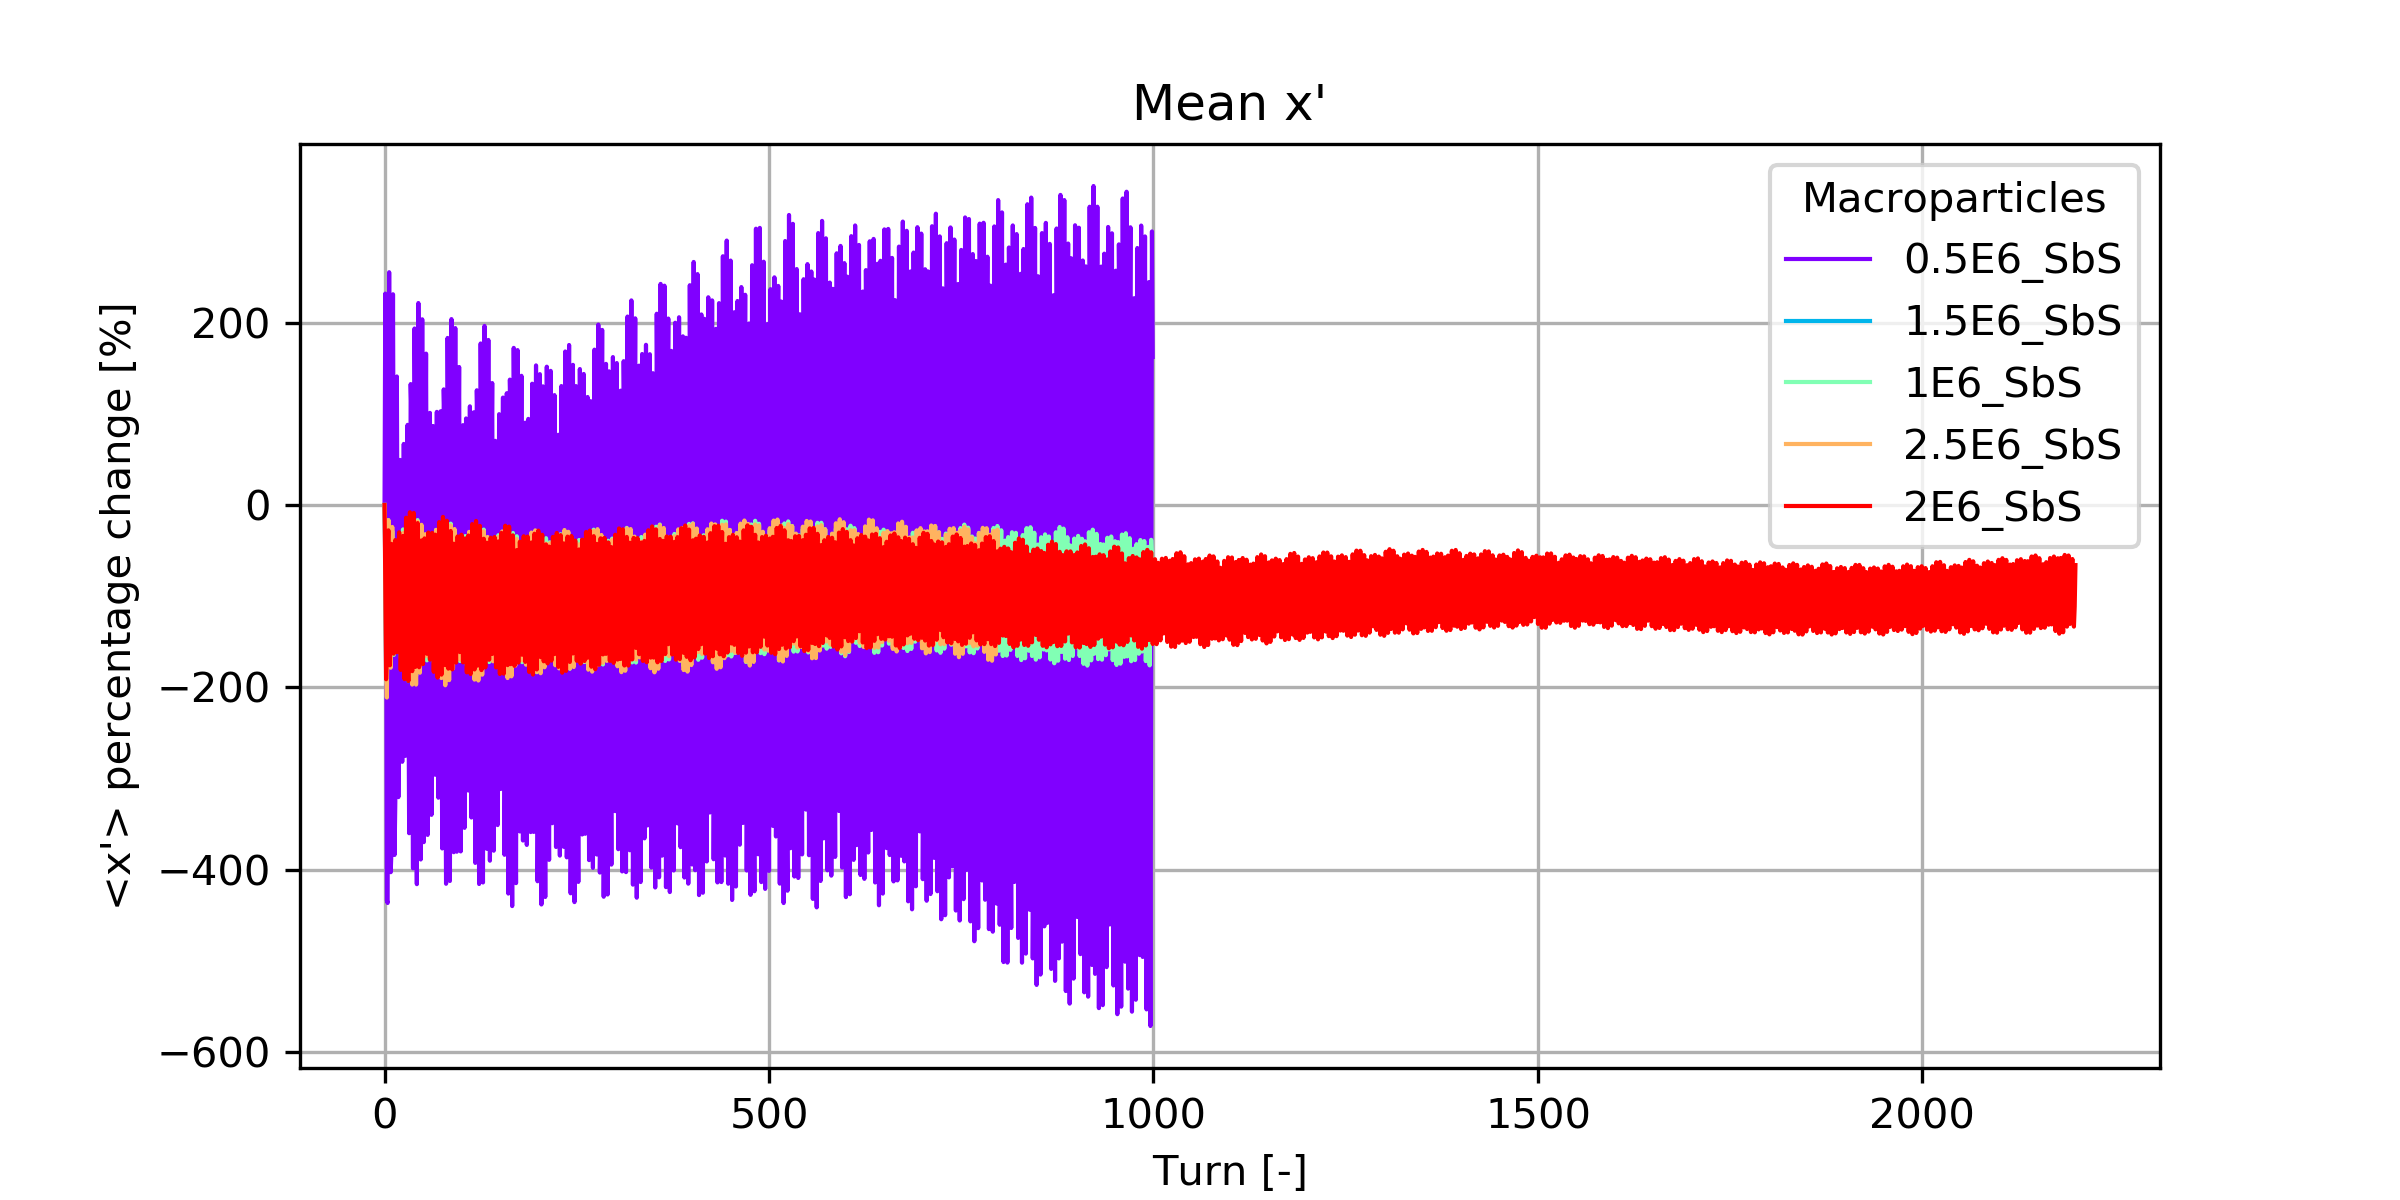 Mean x'
<x'> percentage change [%]
200
0
−200
−400
−600
0
500
1000
1500
2000
Turn [-]
Macroparticles
0.5E6_SbS
1.5E6_SbS
1E6_SbS
2.5E6_SbS
2E6_SbS